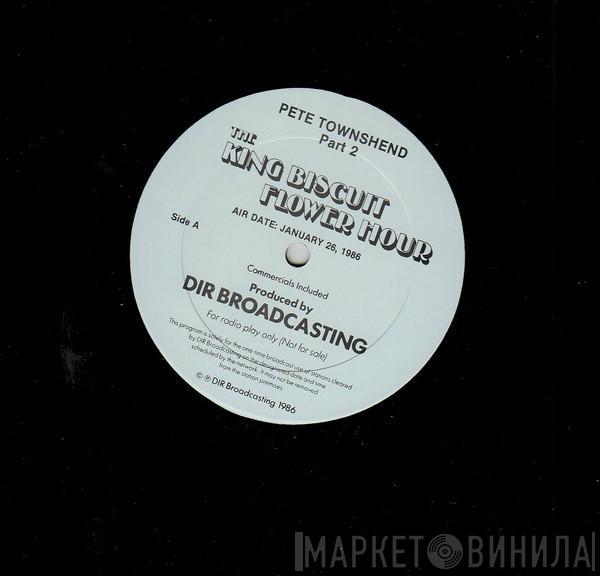 PETE TOWNSHEND
Part 2
THE
KING BISCUIT
FLOWER HOUR
AIR DATE: JANUARY 26, 1986
Side A
Commercials Included
Produced by
DIR BROADCASTING
For radio play only (Not for sale)
This program is solely for the one-time broadcast use of stations cleared
by DIR Broadcasting on the designated date and time
scheduled by the network. It may not be removed
from the station premises.
© ℗ DIR Broadcasting 1986
МАРКЕТ ВИНИЛА